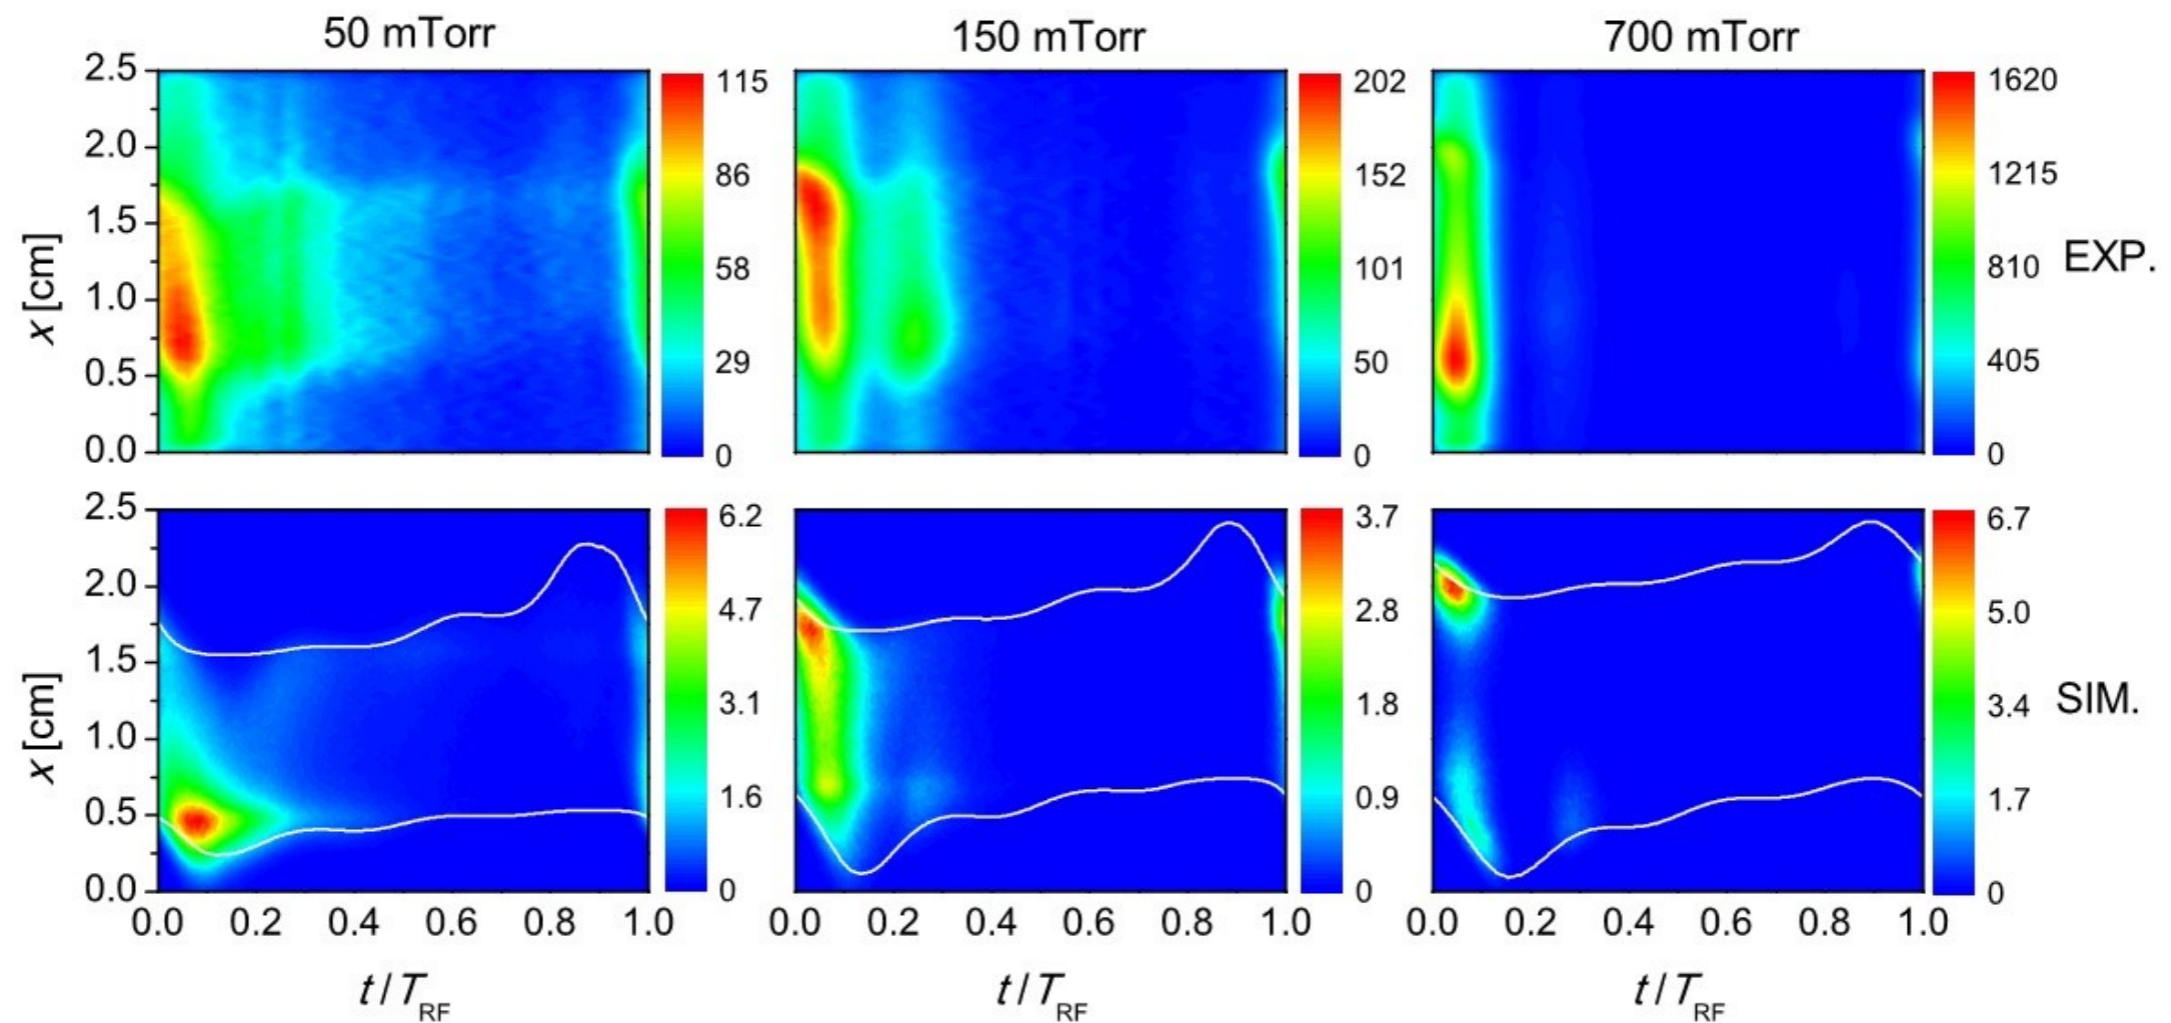 50 mTorr 150 mTorr 700 mTorr
2.5 115 202 1620
2.0 86 152 1215
1.5
x [cm] 58 101 810 EXP.
1.0
0.5 29 50 405
0.0 0 0 0
2.5 6.2 3.7 6.7
2.0 4.7 2.8 5.0
1.5
x [cm] 3.1 1.8 3.4 SIM.
1.0
0.5 1.6 0.9 1.7
0.0 0 0 0
0.0 0.2 0.4 0.6 0.8 1.0 0.0 0.2 0.4 0.6 0.8 1.0 0.0 0.2 0.4 0.6 0.8 1.0
t / TRF t / TRF t / TRF